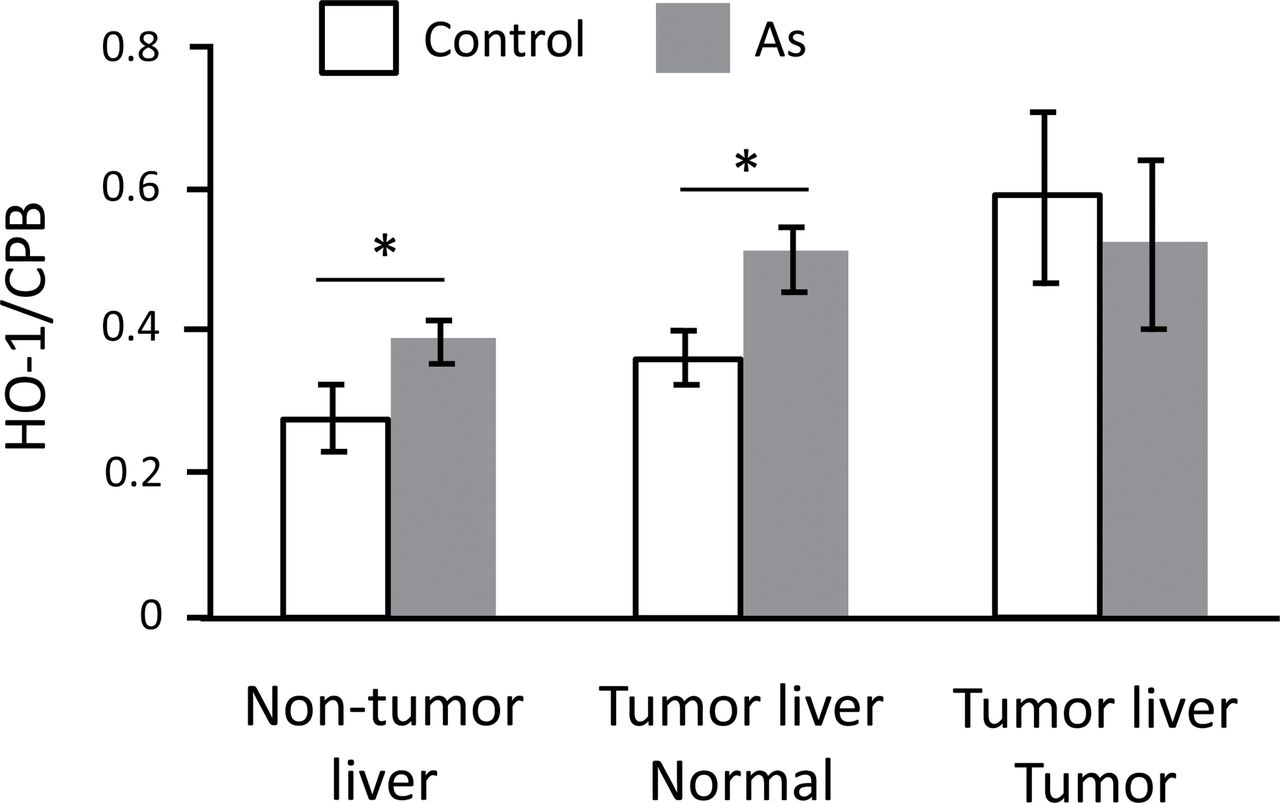 Control As
0.8
0.6
0.4
0.2
0
HO-1/CPB
*
*
Non-tumor
liver
Tumor liver
Normal
Tumor liver
Tumor